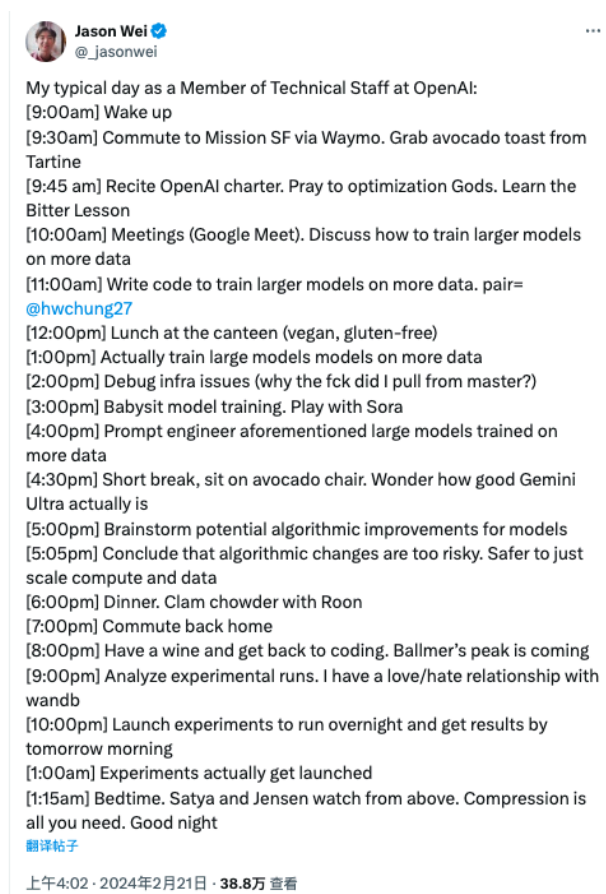 Jason Wei
@_jasonwei
My typical day as a Member of Technical Staff at OpenAI:
[9:00am] Wake up
[9:30am] Commute to Mission SF via Waymo. Grab avocado toast from
Tartine
[9:45 am] Recite OpenAI charter. Pray to optimization Gods. Learn the
Bitter Lesson
[10:00am] Meetings (Google Meet). Discuss how to train larger models
on more data
[11:00am] Write code to train larger models on more data. pair=
@hwchung27
[12:00pm] Lunch at the canteen (vegan, gluten-free)
[1:00pm] Actually train large models models on more data
[2:00pm] Debug infra issues (why the fck did I pull from master?)
[3:00pm] Babysit model training. Play with Sora
[4:00pm] Prompt engineer aforementioned large models trained on
more data
[4:30pm] Short break, sit on avocado chair. Wonder how good Gemini
Ultra actually is
[5:00pm] Brainstorm potential algorithmic improvements for models
[5:05pm] Conclude that algorithmic changes are too risky. Safer to just
scale compute and data
[6:00pm] Dinner. Clam chowder with Roon
[7:00pm] Commute back home
[8:00pm] Have a wine and get back to coding. Ballmer’s peak is coming
[9:00pm] Analyze experimental runs. I have a love/hate relationship with
wandb
[10:00pm] Launch experiments to run overnight and get results by
tomorrow morning
[1:00am] Experiments actually get launched
[1:15am] Bedtime. Satya and Jensen watch from above. Compression is
all you need. Good night
翻译帖子
上午4:02 · 2024年2月21日 · 38.8万 查看